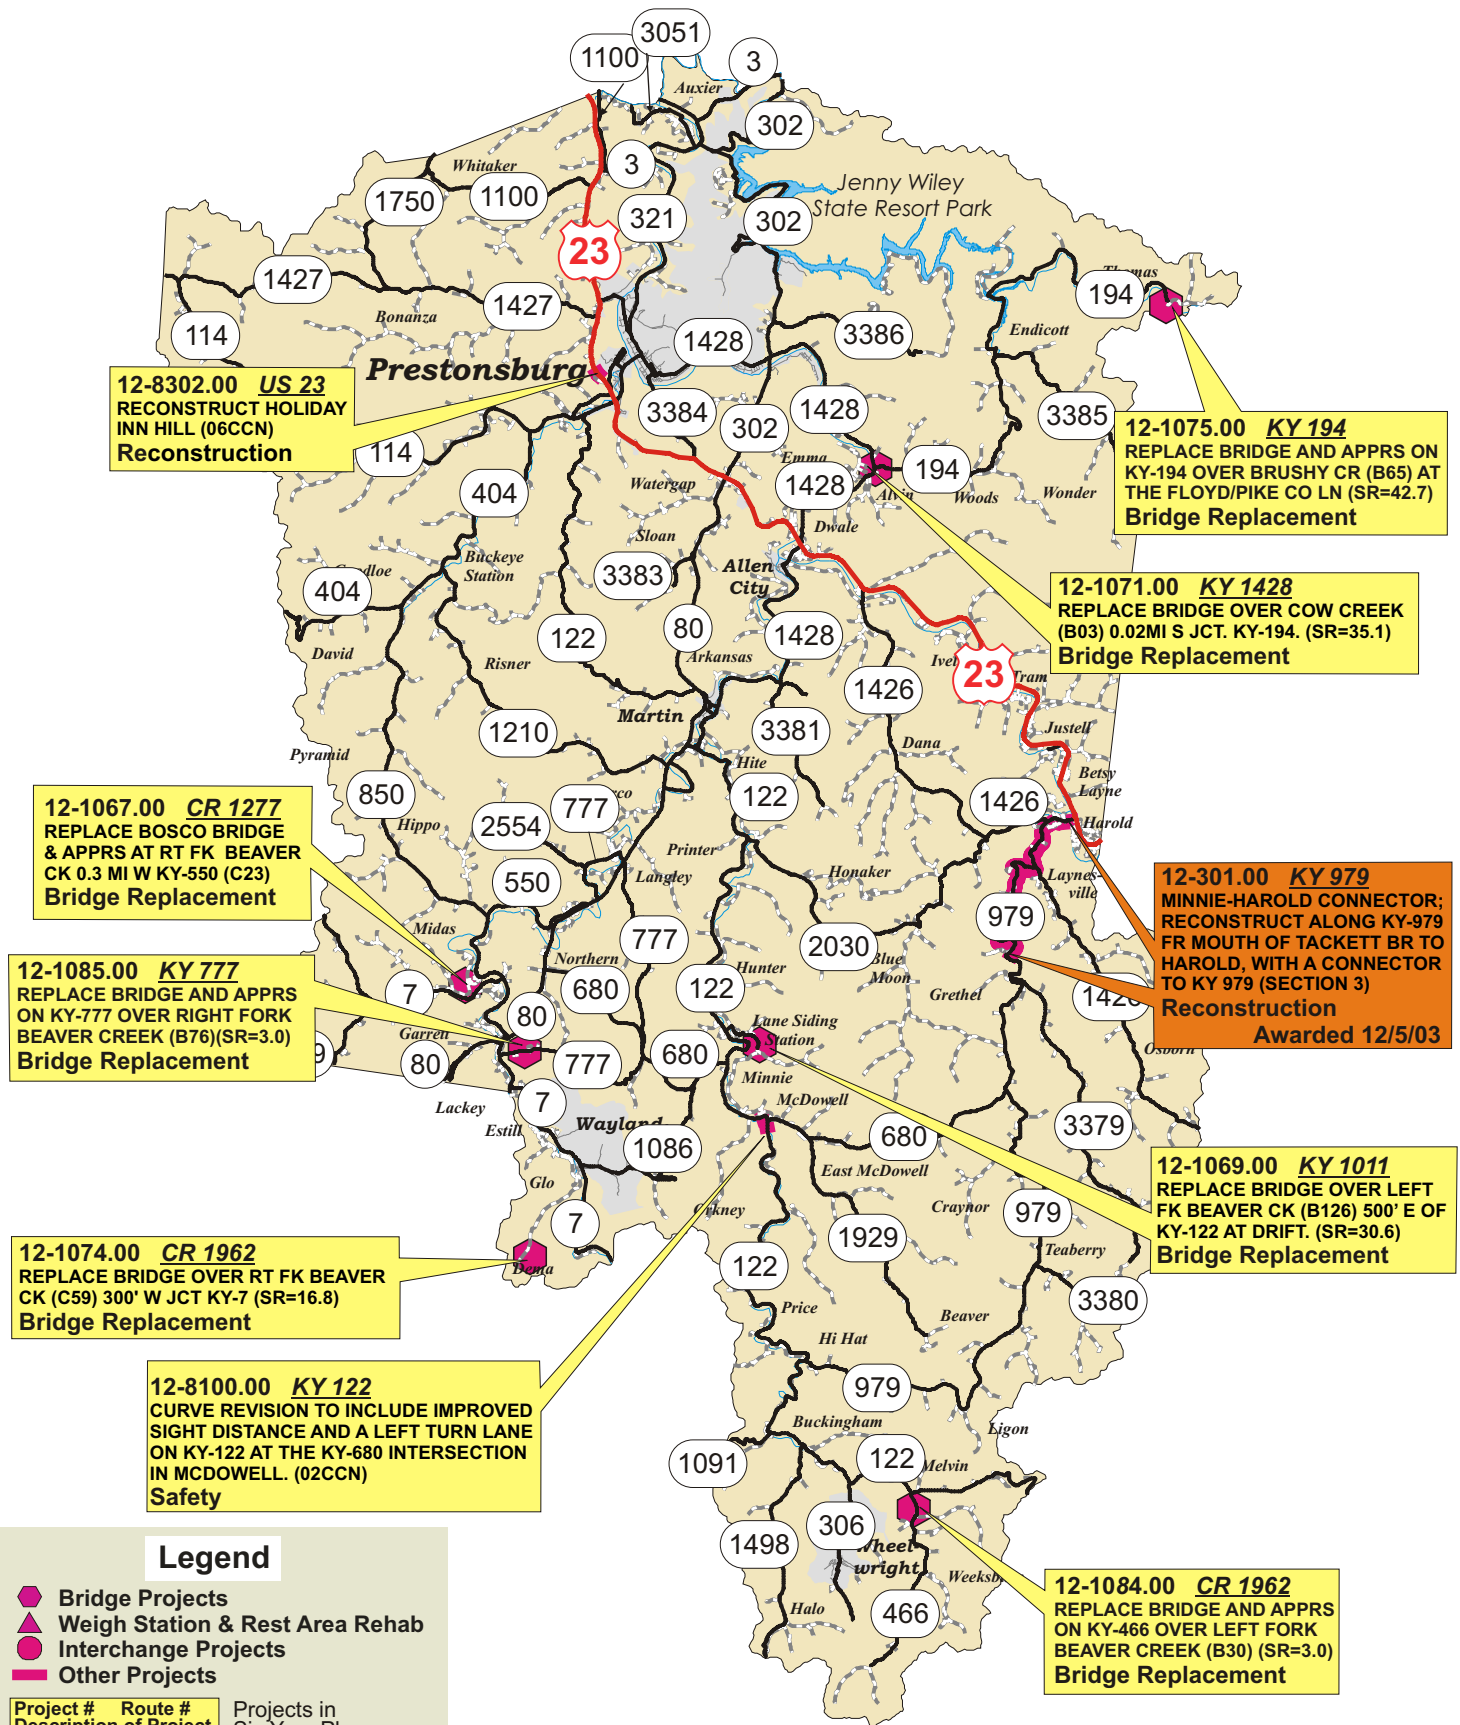 3051
1100
3
Auxier
302
Whitaker
3
1750
1100
321
Jenny Wiley
State Resort Park
302
23
1427
Thomas
194
1427
Bonanza
Endicott
114
1428
3386
Prestonsburg
12-8302.00 US 23
RECONSTRUCT HOLIDAY
INN HILL (06CCN)
Reconstruction
3384
302
1428
3385
12-1075.00 KY 194
REPLACE BRIDGE AND APPRS ON
KY-194 OVER BRUSHY CR (B65) AT
THE FLOYD/PIKE CO LN (SR=42.7)
Bridge Replacement
114
Emma
194
404
Watergap
1428
Alvin
Woods
Wonder
Sloan
Dwale
Buckeye
Station
3383
Allen
City
404
12-1071.00 KY 1428
REPLACE BRIDGE OVER COW CREEK
(B03) 0.02MI S JCT. KY-194. (SR=35.1)
Bridge Replacement
122
80
1428
David
Risner
Arkansas
23
Tram
1426
Martin
1210
3381
Dana
Justell
Pyramid
Hite
Betsy
Layne
850
122
1426
777
Harold
12-1067.00 CR 1277
REPLACE BOSCO BRIDGE
& APPRS AT RT FK BEAVER
CK 0.3 MI W KY-550 (C23)
Bridge Replacement
Hippo
2554
Printer
Langley
Honaker
Laynes-
ville
550
12-301.00 KY 979
MINNIE-HAROLD CONNECTOR;
RECONSTRUCT ALONG KY-979
FR MOUTH OF TACKETT BR TO
HAROLD, WITH A CONNECTOR
TO KY 979 (SECTION 3)
Reconstruction
Awarded 12/5/03
979
Midas
777
2030
Blue
Moon
Northern
Hunter
12-1085.00 KY 777
REPLACE BRIDGE AND APPRS
ON KY-777 OVER RIGHT FORK
BEAVER CREEK (B76)(SR=3.0)
Bridge Replacement
7
680
122
Grethel
80
Garrett
Lane Siding
Station
Osborn
80
777
680
Minnie
Lackey
7
McDowell
Estill
Wayland
1086
680
3379
East McDowell
Glo
12-1069.00 KY 1011
REPLACE BRIDGE OVER LEFT
FK BEAVER CK (B126) 500' E OF
KY-122 AT DRIFT. (SR=30.6)
Bridge Replacement
Orkney
Craynor
979
7
1929
Teaberry
12-1074.00 CR 1962
REPLACE BRIDGE OVER RT FK BEAVER
CK (C59) 300' W JCT KY-7 (SR=16.8)
Bridge Replacement
Dema
122
3380
Price
Beaver
Hi Hat
12-8100.00 KY 122
CURVE REVISION TO INCLUDE IMPROVED
SIGHT DISTANCE AND A LEFT TURN LANE
ON KY-122 AT THE KY-680 INTERSECTION
IN MCDOWELL. (02CCN)
Safety
979
Buckingham
Ligon
1091
122
Melvin
306
1498
Wheel-
wright
Weeksb
Halo
466
12-1084.00 CR 1962
REPLACE BRIDGE AND APPRS
ON KY-466 OVER LEFT FORK
BEAVER CREEK (B30) (SR=3.0)
Bridge Replacement
Legend
Bridge Projects
Weigh Station & Rest Area Rehab
Interchange Projects
Other Projects
Project # Route #
Description of Project
Projects in